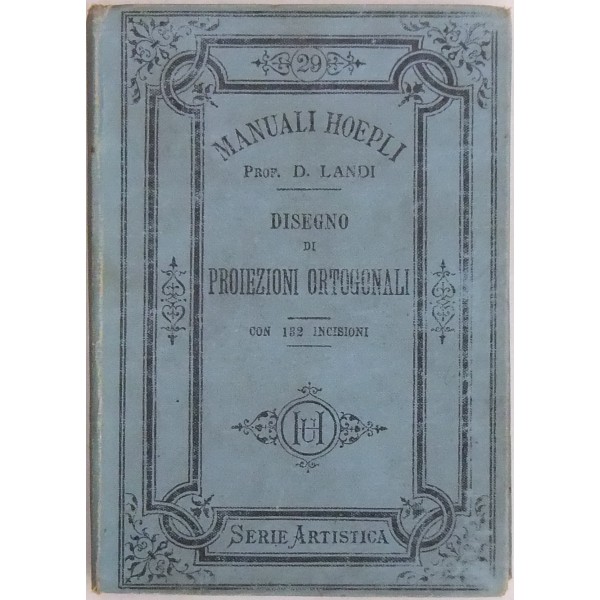 29
MANUALI HOEPLI
PROF. D. LANDI
DISEGNO
DI
PROIEZIONI ORTOGONALI
CON 132 INCISIONI
UH
SERIE ARTISTICA